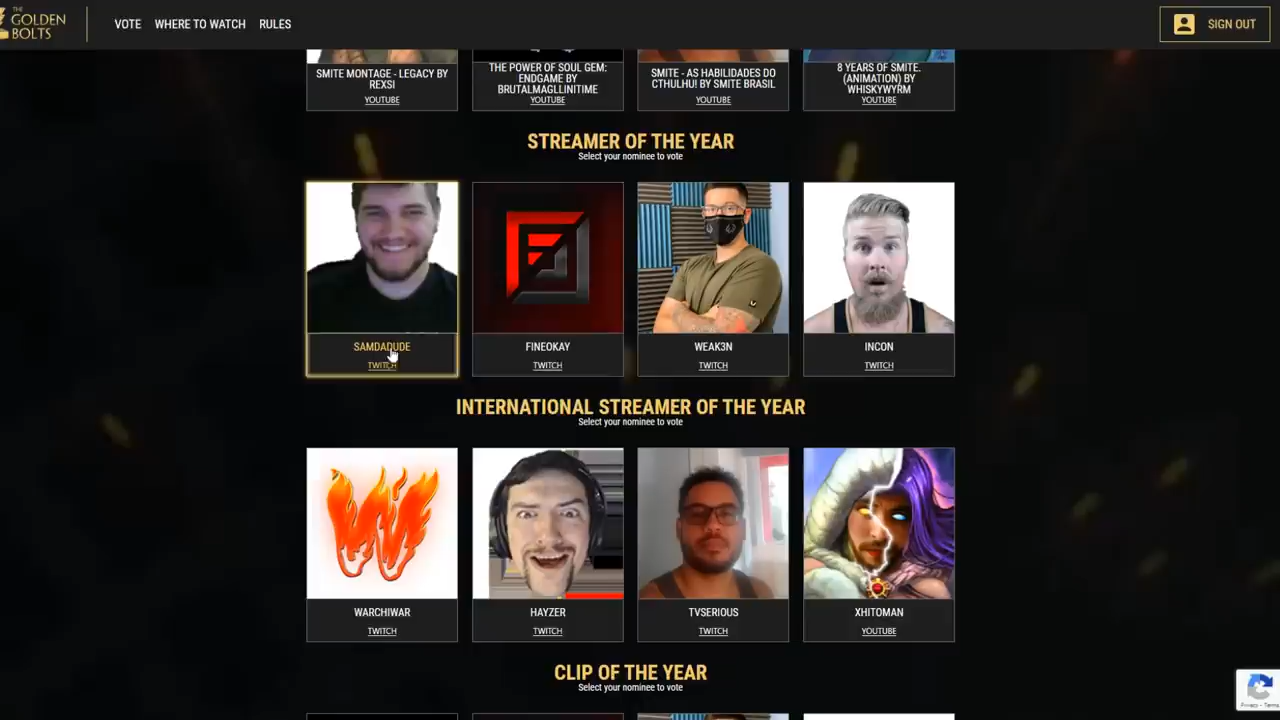 THE
GOLDEN
BOLTS
VOTE
WHERE TO WATCH
RULES
SIGN OUT
SMITE MONTAGE - LEGACY BY
REXSI
YOUTUBE
THE POWER OF SOUL GEM:
ENDGAME BY
BRUTALMAGLLINITIME
YOUTUBE
SMITE - AS HABILIDADES DO
CTHULHU! BY SMITE BRASIL
YOUTUBE
8 YEARS OF SMITE.
(ANIMATION) BY
WHISKYWYRM
YOUTUBE
STREAMER OF THE YEAR
Select your nominee to vote
SAMDADUDE
TWITCH
FINEOKAY
TWITCH
WEAK3N
TWITCH
INCON
TWITCH
INTERNATIONAL STREAMER OF THE YEAR
Select your nominee to vote
WARCHIWAR
TWITCH
HAYZER
TWITCH
TVSERIOUS
TWITCH
XHITOMAN
YOUTUBE
CLIP OF THE YEAR
Select your nominee to vote
Privacy - Terms